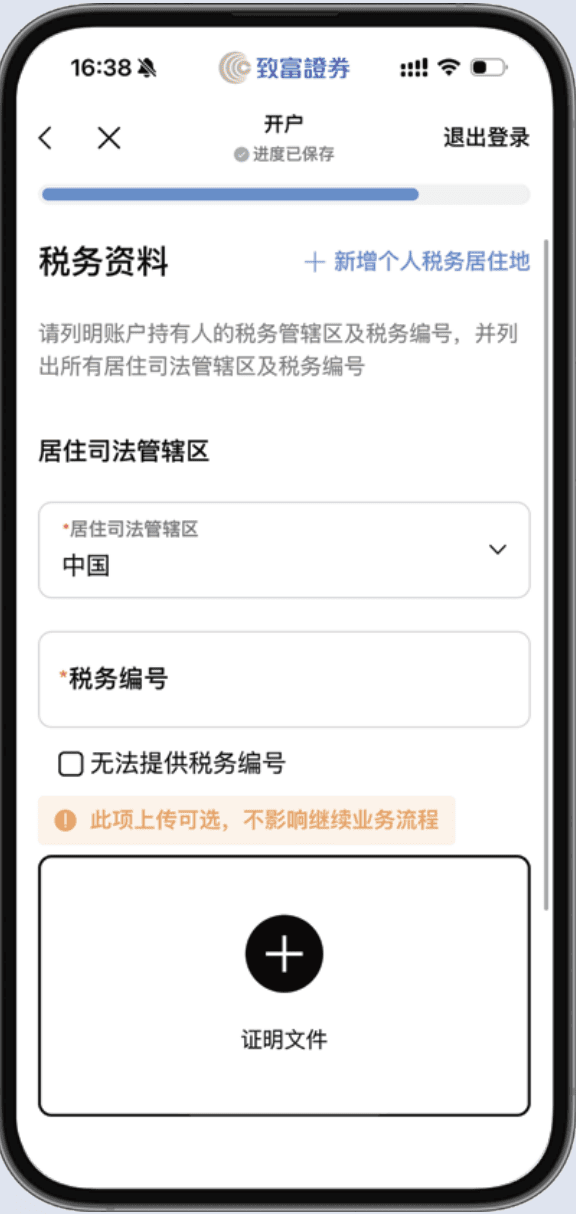 16:38
致富證券
开户
进度已保存
退出登录
税务资料
新增个人税务居住地
请列明账户持有人的税务管辖区及税务编号，并列
出所有居住司法管辖区及税务编号
居住司法管辖区
*居住司法管辖区
中国
*税务编号
无法提供税务编号
此项上传可选，不影响继续业务流程
证明文件